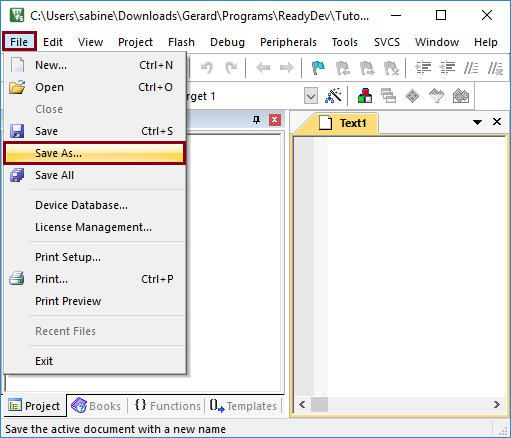 C:\Users\sabine\Downloads\Gerard\Programs\ReadyDev\Tuto...
File Edit View Project Flash Debug Peripherals Tools SVCS Window Help
New... Ctrl+N
Open Ctrl+O
Close
Save Ctrl+S
Save As...
Save All
Device Database...
License Management...
Print Setup...
Print... Ctrl+P
Print Preview
Recent Files
Exit
arget 1
Text1
Project Books {} Functions Templates
Save the active document with a new name